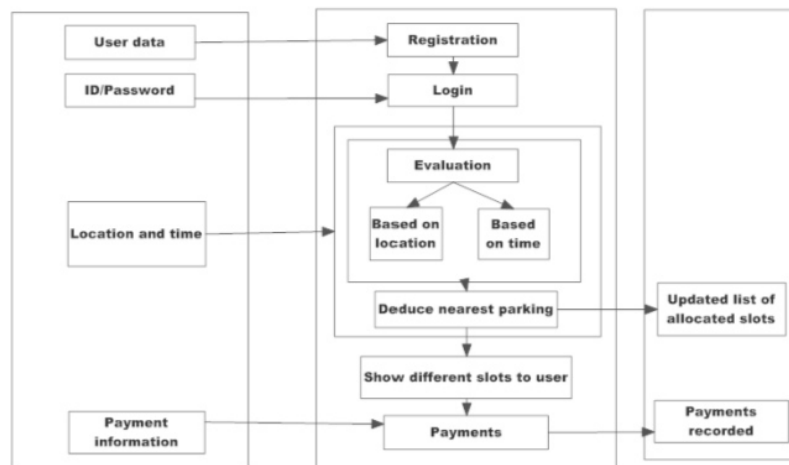 User data
Registration
ID/Password
Login
Evaluation
Based on
location
Based
on time
Location and time
Deduce nearest parking
Updated list of
allocated slots
Show different slots to user
Payment
information
Payments
Payments
recorded